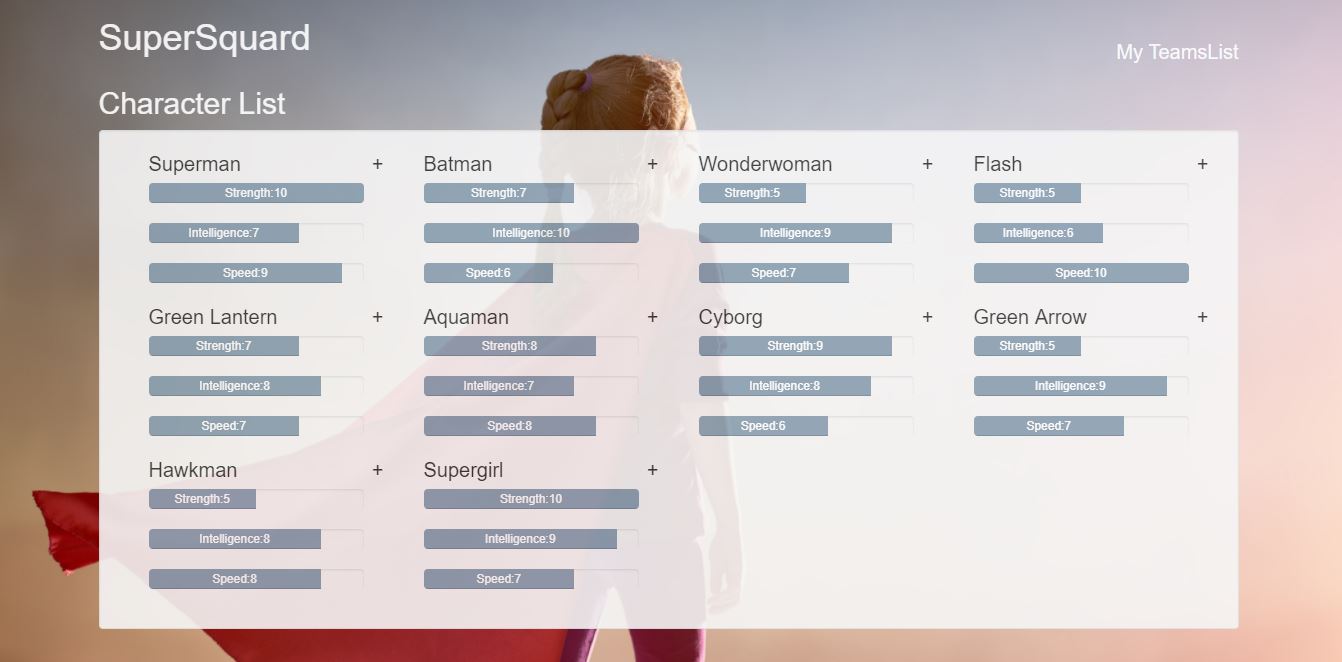 SuperSquard
My TeamsList
Character List
Superman +
Batman +
Wonderwoman +
Flash +
Strength:10
Strength:7
Strength:5
Strength:5
Intelligence:7
Intelligence:10
Intelligence:9
Intelligence:6
Speed:9
Speed:6
Speed:7
Speed:10
Green Lantern +
Aquaman +
Cyborg +
Green Arrow +
Strength:7
Strength:8
Strength:9
Strength:5
Intelligence:8
Intelligence:7
Intelligence:8
Intelligence:9
Speed:7
Speed:8
Speed:6
Speed:7
Hawkman +
Supergirl +
Strength:5
Strength:10
Intelligence:8
Intelligence:9
Speed:8
Speed:7